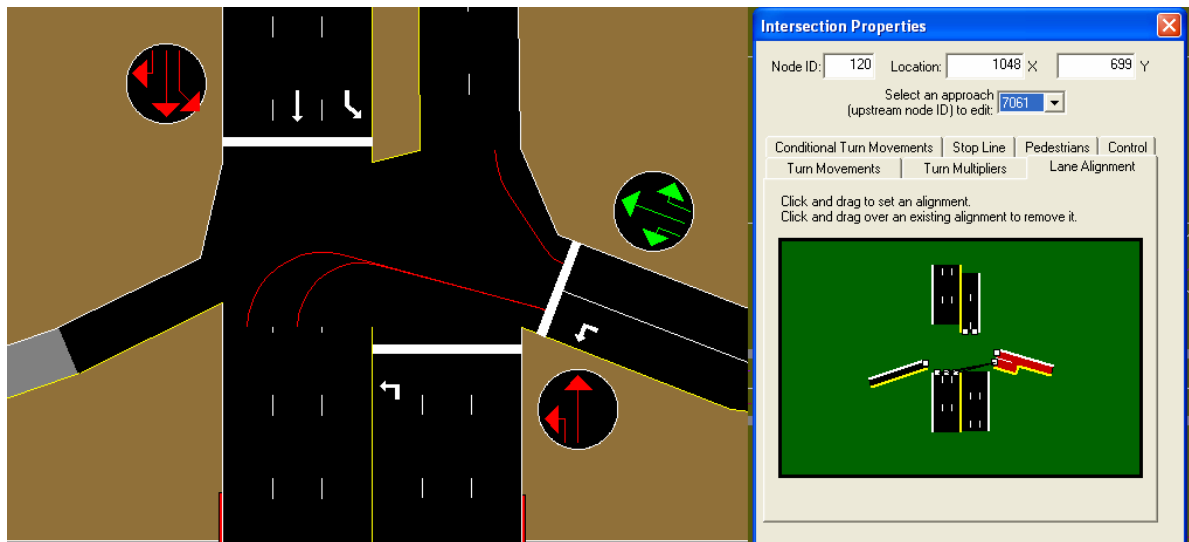 Intersection Properties
Node ID: 120 Location: 1048 X 699 Y
Select an approach
(upstream node ID) to edit: 7061
Conditional Turn Movements Stop Line Pedestrians Control
Turn Movements Turn Multipliers Lane Alignment
Click and drag to set an alignment.
Click and drag over an existing alignment to remove it.